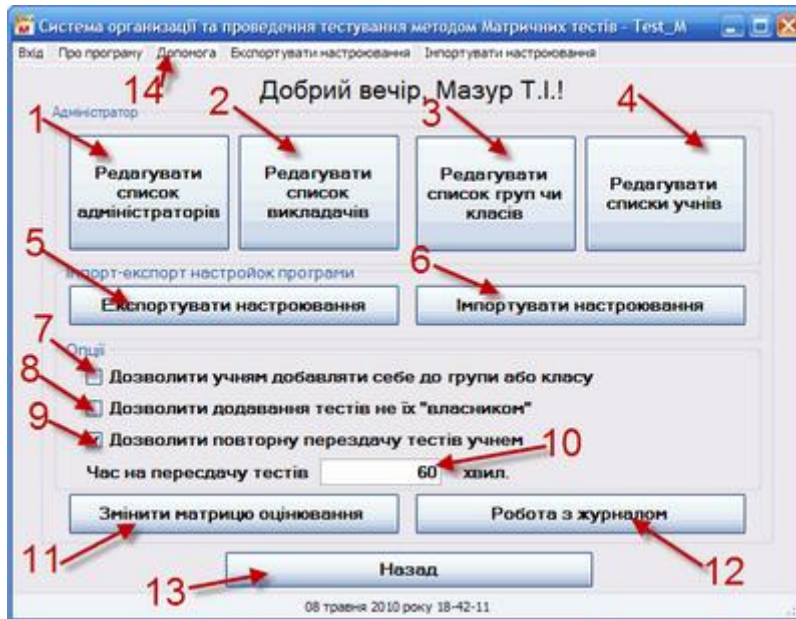 Система организації та проведення тестування методом Матричних тестів - Test_M
Вхід Про програму Допомога Експортувати настроювання Імпортувати настроювання
14
Добрий вечір, Мазур Т.І.!
Адміністратор
1 2 3 4
Редагувати список адміністраторів
Редагувати список викладачів
Редагувати список груп чи класів
Редагувати списки учнів
5 6
Імпорт-експорт настройок програми
Експортувати настроювання
Імпортувати настроювання
7
Опції
Дозволити учням добавляти себе до групи або класу
8
Дозволити додавання тестів не їх "власником"
9
Дозволити повторну перездачу тестів учнем
10
Час на пересдачу тестів 60 хвил.
Змінити матрицю оцінювання
Робота з журналом
11 12
Назад
13
08 травня 2010 року 18-42-11